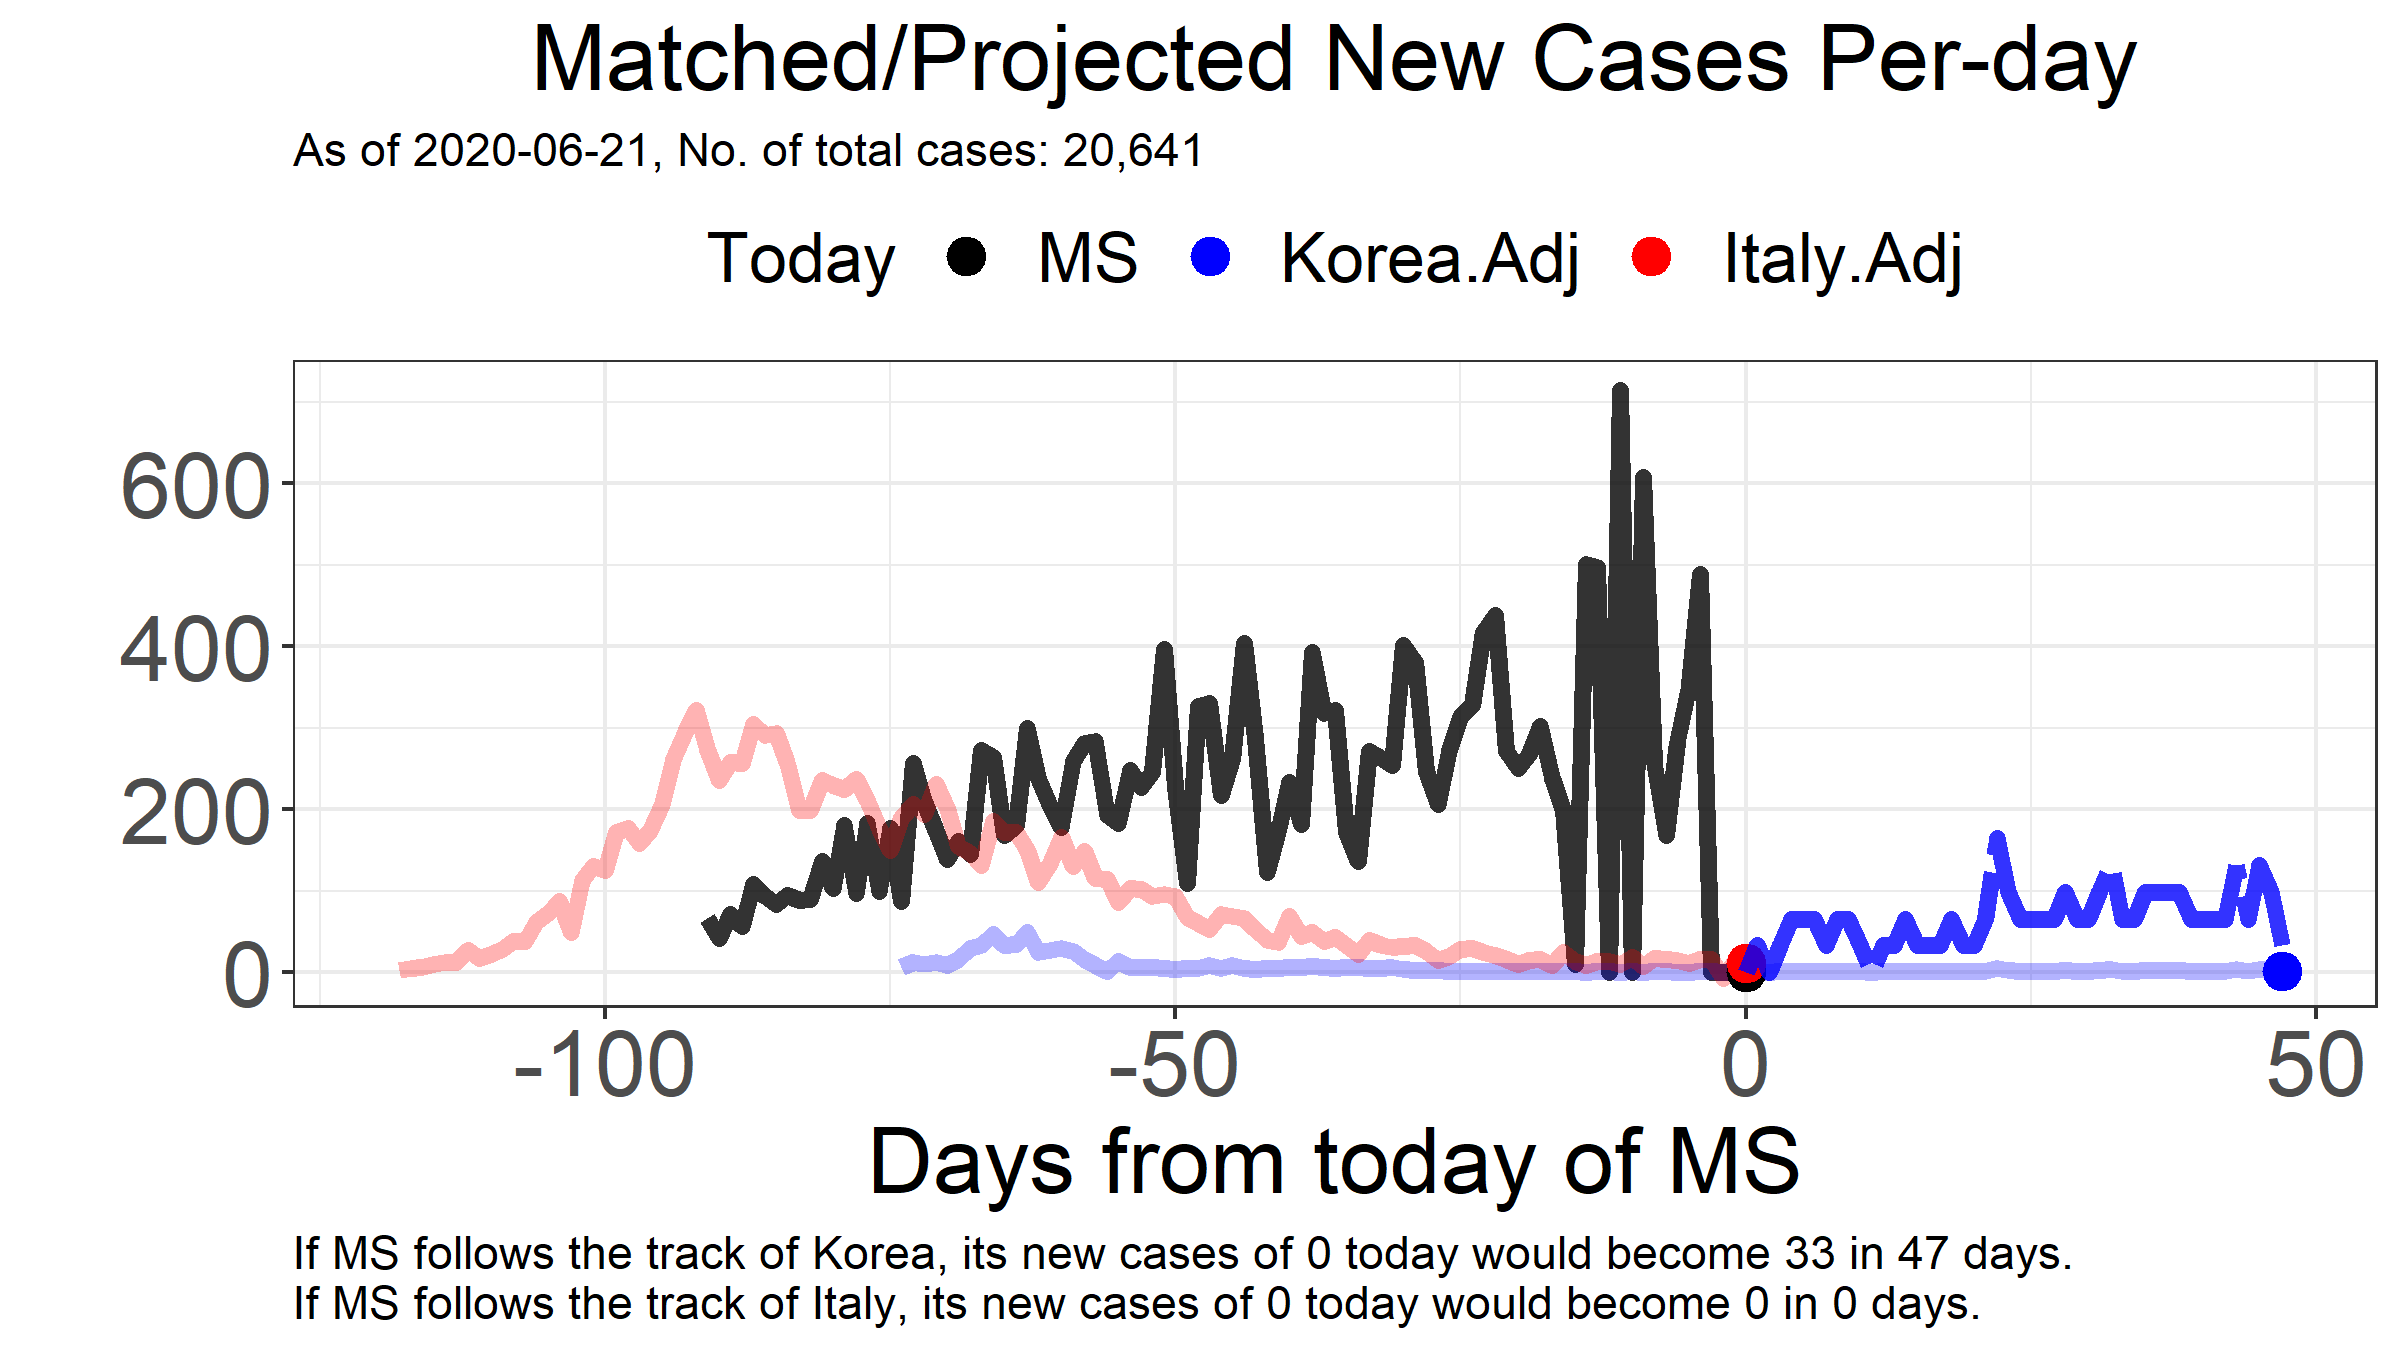 Matched/Projected New Cases Per-day
As of 2020-06-21, No. of total cases: 20,641
Today MS Korea.Adj Italy.Adj
600
400
200
0
-100 -50 0 50
Days from today of MS
If MS follows the track of Korea, its new cases of 0 today would become 33 in 47 days.
If MS follows the track of Italy, its new cases of 0 today would become 0 in 0 days.